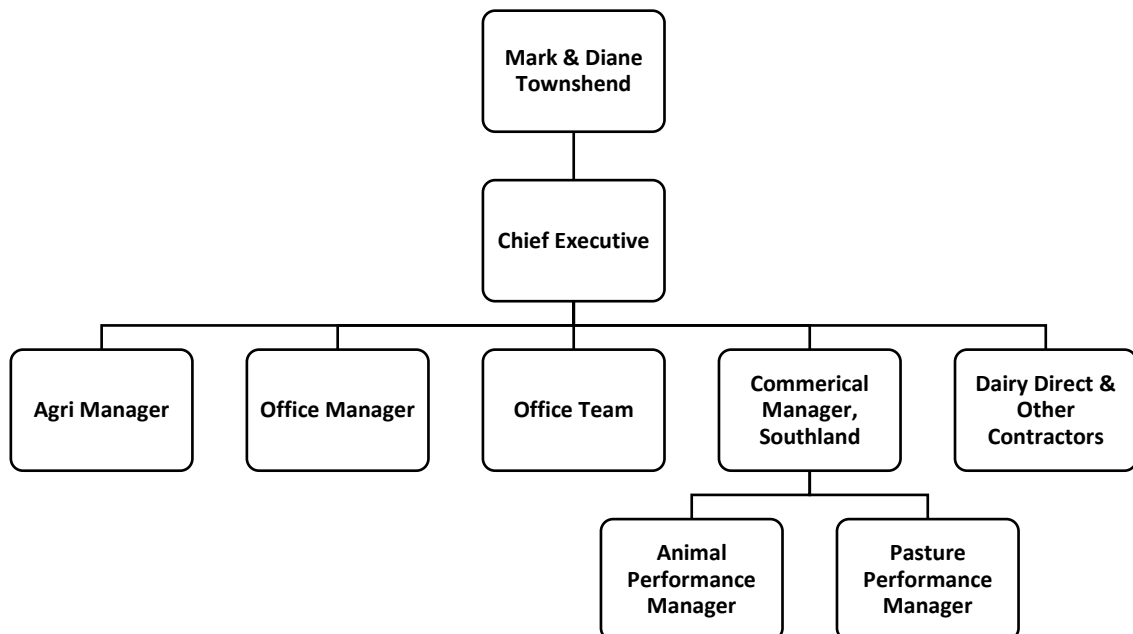 Mark & Diane
Townshend
Chief Executive
Agri Manager
Office Manager
Office Team
Commerical
Manager,
Southland
Dairy Direct &
Other
Contractors
Animal
Performance
Manager
Pasture
Performance
Manager